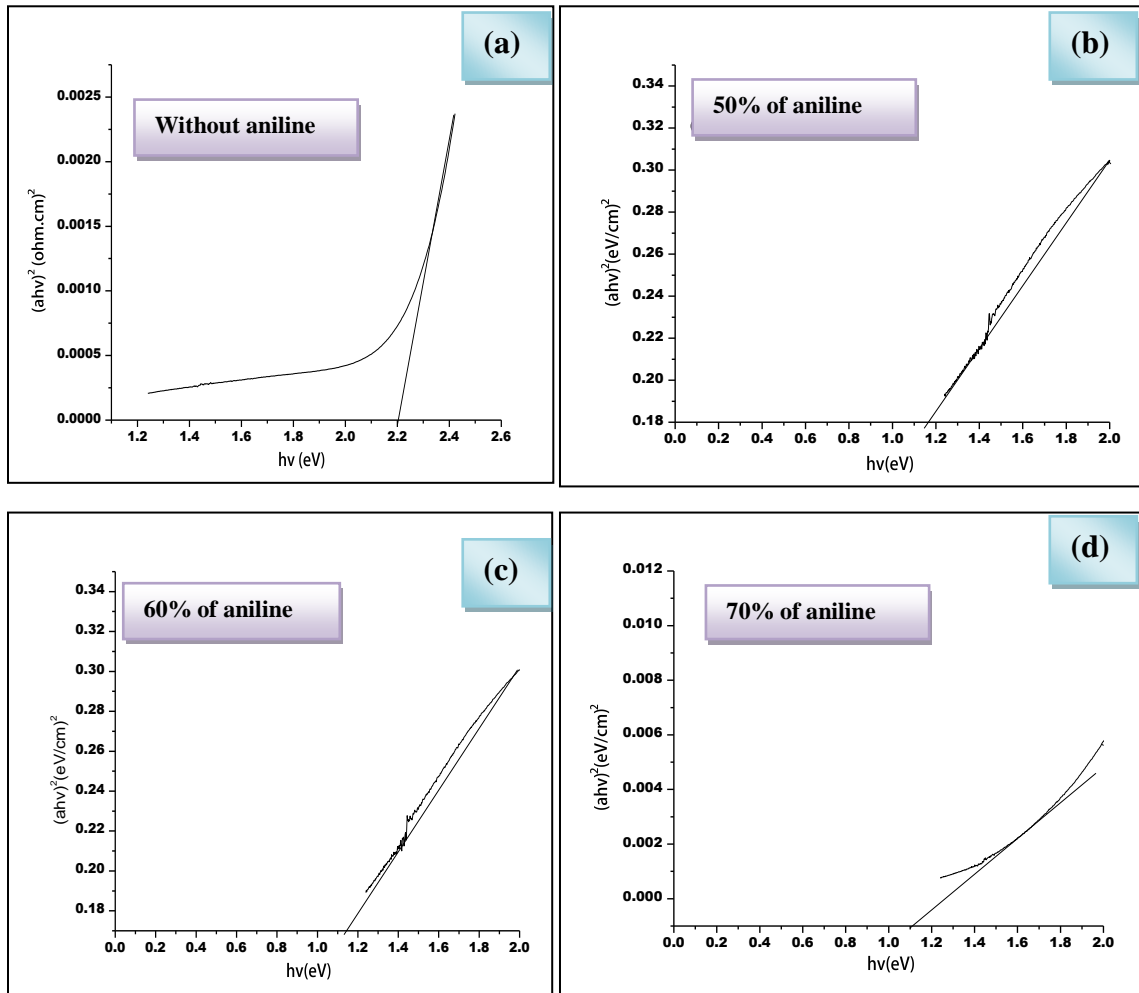 (a)
Without aniline
0.0025
0.0020
0.0015
0.0010
0.0005
0.0000
(ahv)² (ohm.cm)²
1.2 1.4 1.6 1.8 2.0 2.2 2.4 2.6
hv (eV)
(b)
50% of aniline
0.34
0.32
0.30
0.28
0.26
0.24
0.22
0.20
0.18
(ahv)²(eV/cm)²
0.0 0.2 0.4 0.6 0.8 1.0 1.2 1.4 1.6 1.8 2.0
hv(eV)
(c)
60% of aniline
0.34
0.32
0.30
0.28
0.26
0.24
0.22
0.21
0.20
0.18
(ahv)²(eV/cm)²
0.0 0.2 0.4 0.6 0.8 1.0 1.2 1.4 1.6 1.8 2.0
hv(eV)
(d)
70% of aniline
0.012
0.010
0.008
0.006
0.004
0.002
0.000
(ahv)²(eV/cm)²
0.0 0.2 0.4 0.6 0.8 1.0 1.2 1.4 1.6 1.8 2.0
hv(eV)